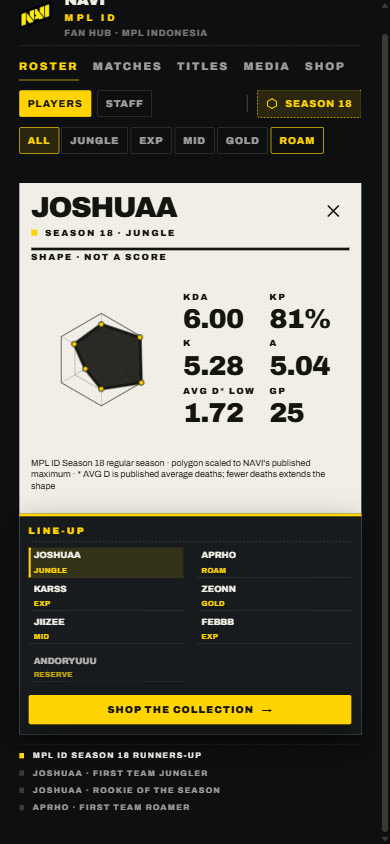 NAVI
MPL ID
FAN HUB · MPL INDONESIA
ROSTER MATCHES TITLES MEDIA SHOP
PLAYERS STAFF SEASON 18
ALL JUNGLE EXP MID GOLD ROAM
JOSHUAA
SEASON 18 · JUNGLE
SHAPE · NOT A SCORE
KDA KP
6.00 81%
K A
5.28 5.04
AVG D* LOW GP
1.72 25
MPL ID Season 18 regular season · polygon scaled to NAVI's published
maximum · * AVG D is published average deaths; fewer deaths extends the
shape
LINE-UP
JOSHUAA APRHO
JUNGLE ROAM
KARSS ZEONN
EXP GOLD
JIIZEE FEBBB
MID EXP
ANDORYUUU
RESERVE
SHOP THE COLLECTION →
MPL ID SEASON 18 RUNNERS-UP
JOSHUAA · FIRST TEAM JUNGLER
JOSHUAA · ROOKIE OF THE SEASON
APRHO · FIRST TEAM ROAMER